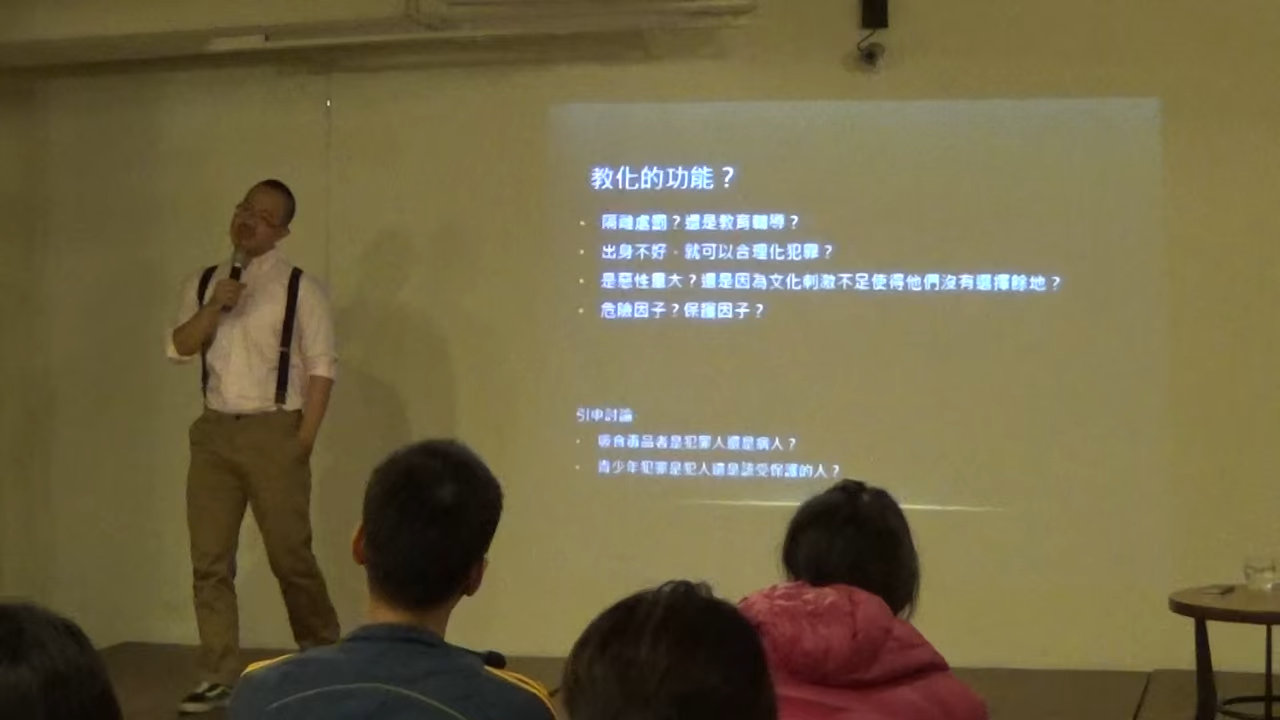 教化的功能？
隔離處罰？還是教育輔導？
出身不好，就可以合理化犯罪？
是惡性重大？還是因為文化刺激不足使得他們沒有選擇餘地？
危險因子？保護因子？
引申討論
吸食毒品者是犯罪人還是病人？
青少年犯罪是犯人還是該受保護的人？